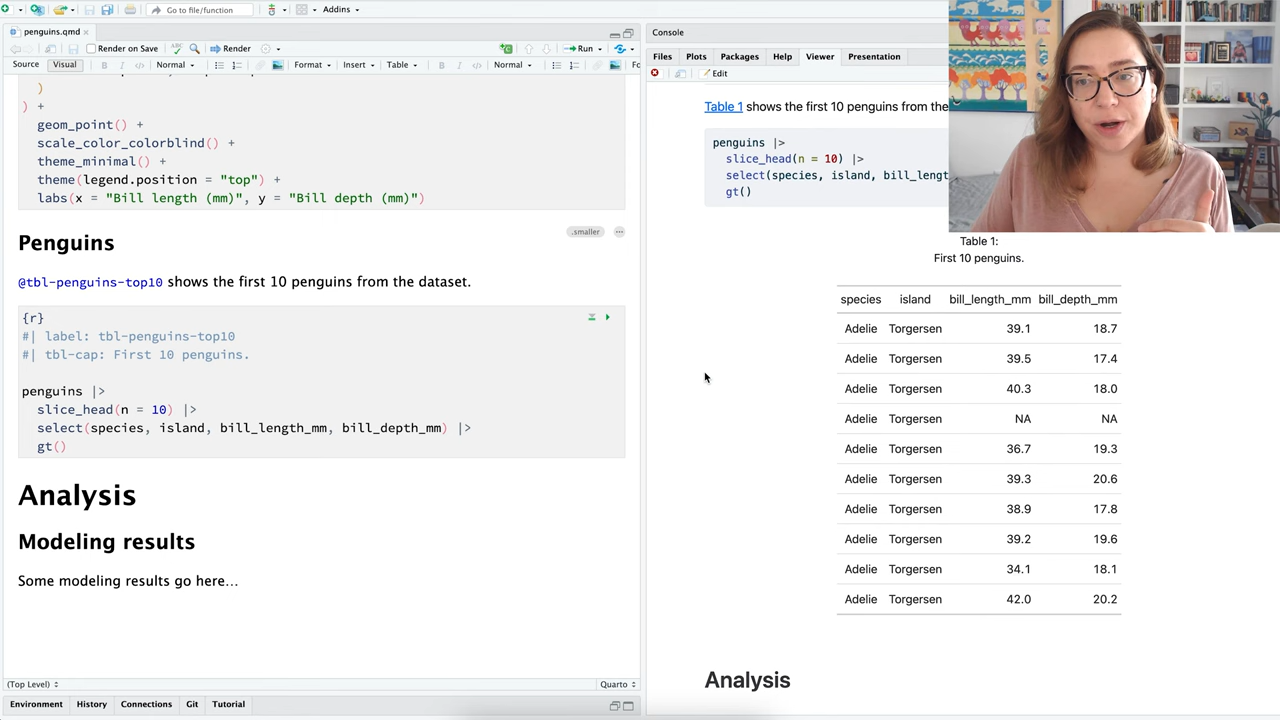 Go to file/function
Addins
penguins.qmd
Render on Save
ABC
Render
Run
Source
Visual
B
I
Normal
Format
Insert
Table
B
I
Normal
Fo
)
) +
geom_point() +
scale_color_colorblind() +
theme_minimal() +
theme(legend.position = "top") +
labs(x = "Bill length (mm)", y = "Bill depth (mm)")
Penguins
.smaller
@tbl-penguins-top10 shows the first 10 penguins from the dataset.
{r}
#| label: tbl-penguins-top10
#| tbl-cap: First 10 penguins.
penguins |>
slice_head(n = 10) |>
select(species, island, bill_length_mm, bill_depth_mm) |>
gt()
Analysis
Modeling results
Some modeling results go here…
(Top Level)
Quarto
Environment
History
Connections
Git
Tutorial
Console
Files
Plots
Packages
Help
Viewer
Presentation
Edit
Table 1 shows the first 10 penguins from the
penguins |>
slice_head(n = 10) |>
select(species, island, bill_lengt
gt()
Table 1:
First 10 penguins.
species island bill_length_mm bill_depth_mm
Adelie Torgersen 39.1 18.7
Adelie Torgersen 39.5 17.4
Adelie Torgersen 40.3 18.0
Adelie Torgersen NA NA
Adelie Torgersen 36.7 19.3
Adelie Torgersen 39.3 20.6
Adelie Torgersen 38.9 17.8
Adelie Torgersen 39.2 19.6
Adelie Torgersen 34.1 18.1
Adelie Torgersen 42.0 20.2
Analysis